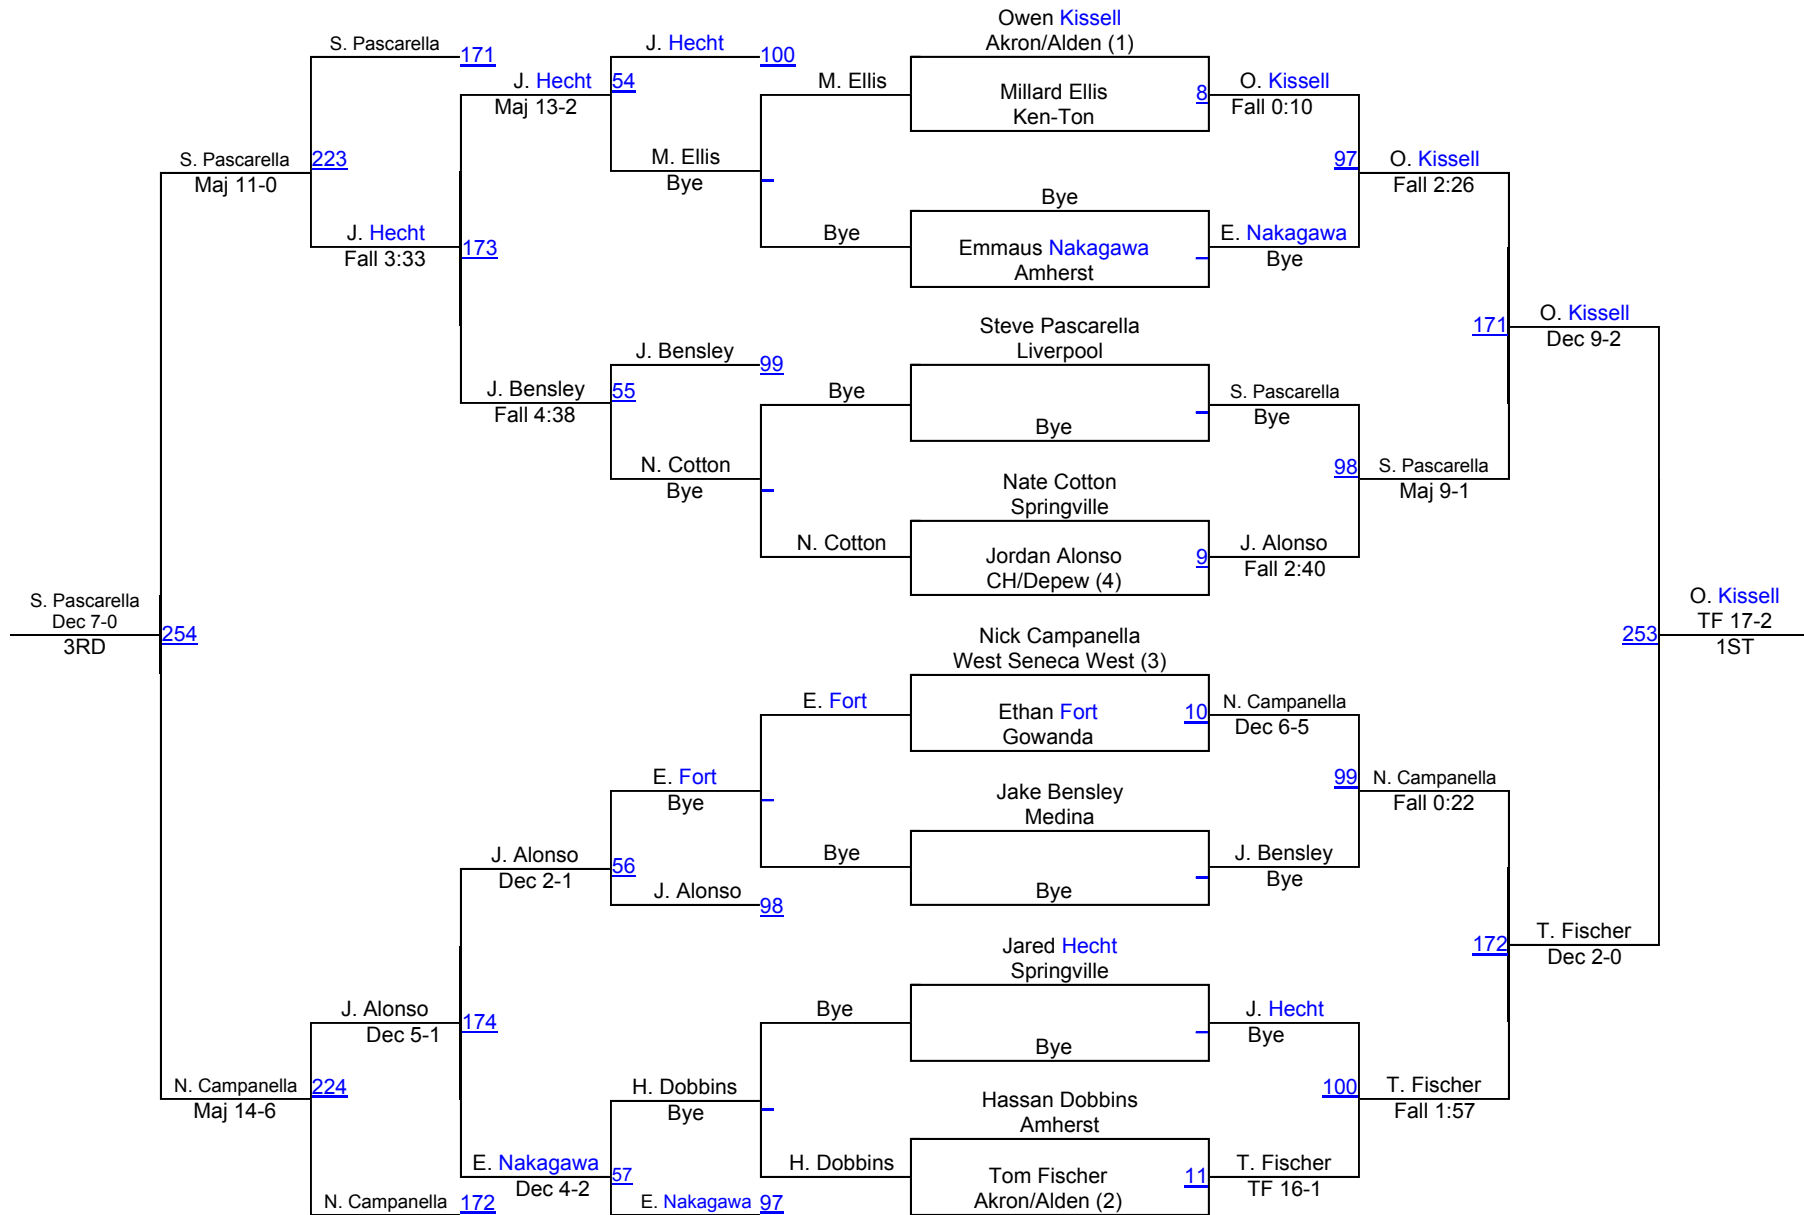 Owen Kissell
Akron/Alden (1)
S. Pascarella
171
J. Hecht
100
J. Hecht
Maj 13-2
54
M. Ellis
Millard Ellis
Ken-Ton
8
O. Kissell
Fall 0:10
S. Pascarella
Maj 11-0
223
M. Ellis
Bye
97
O. Kissell
Fall 2:26
J. Hecht
Fall 3:33
173
Bye
Bye
Emmaus Nakagawa
Amherst
E. Nakagawa
Bye
Steve Pascarella
Liverpool
171
O. Kissell
Dec 9-2
J. Bensley
99
J. Bensley
Fall 4:38
55
Bye
Bye
S. Pascarella
Bye
N. Cotton
Bye
Nate Cotton
Springville
98
S. Pascarella
Maj 9-1
N. Cotton
Jordan Alonso
CH/Depew (4)
9
J. Alonso
Fall 2:40
S. Pascarella
Dec 7-0
3RD
254
Nick Campanella
West Seneca West (3)
253
O. Kissell
TF 17-2
1ST
E. Fort
Ethan Fort
Gowanda
10
N. Campanella
Dec 6-5
E. Fort
Bye
Jake Bensley
Medina
99
N. Campanella
Fall 0:22
J. Alonso
Dec 2-1
56
Bye
Bye
J. Bensley
Bye
J. Alonso
98
Jared Hecht
Springville
172
T. Fischer
Dec 2-0
J. Alonso
Dec 5-1
174
Bye
Bye
J. Hecht
Bye
N. Campanella
Maj 14-6
224
H. Dobbins
Bye
Hassan Dobbins
Amherst
100
T. Fischer
Fall 1:57
E. Nakagawa
Dec 4-2
57
H. Dobbins
Tom Fischer
Akron/Alden (2)
11
T. Fischer
TF 16-1
N. Campanella
172
E. Nakagawa
97